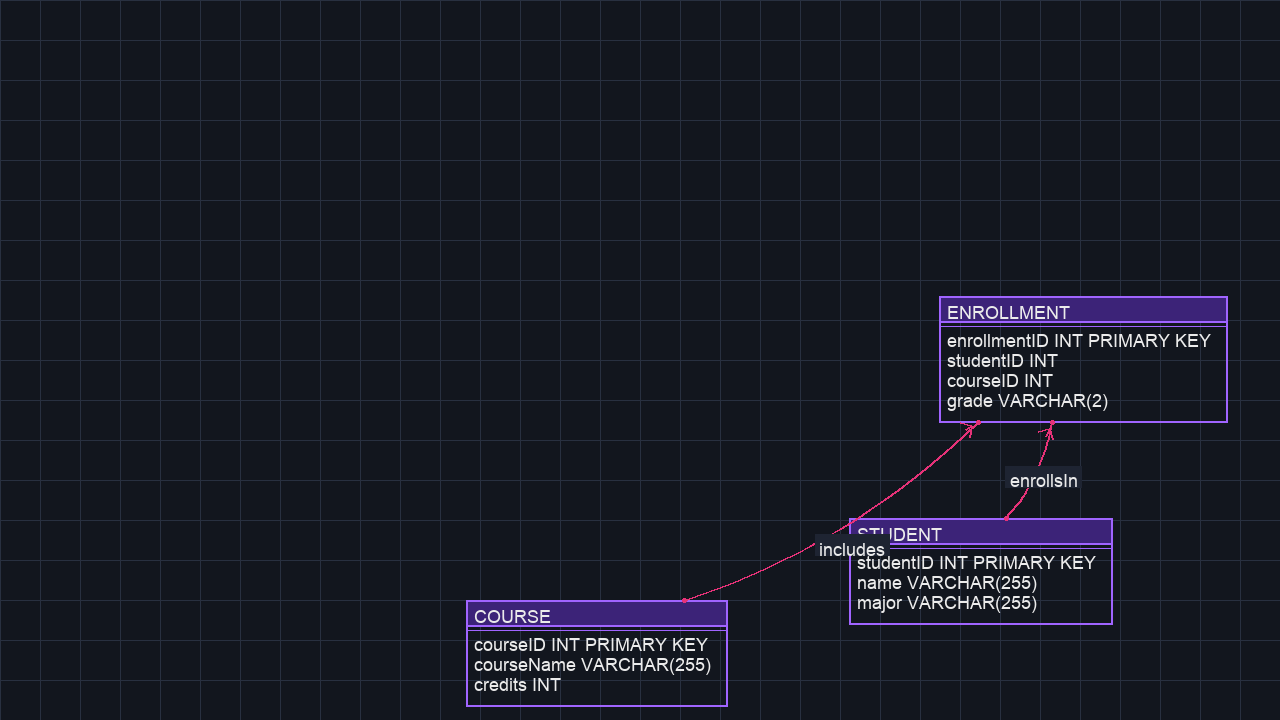 ENROLLMENT
enrollmentID INT PRIMARY KEY
studentID INT
courseID INT
grade VARCHAR(2)
enrollsIn
STUDENT
includes
studentID INT PRIMARY KEY
name VARCHAR(255)
major VARCHAR(255)
COURSE
courseID INT PRIMARY KEY
courseName VARCHAR(255)
credits INT